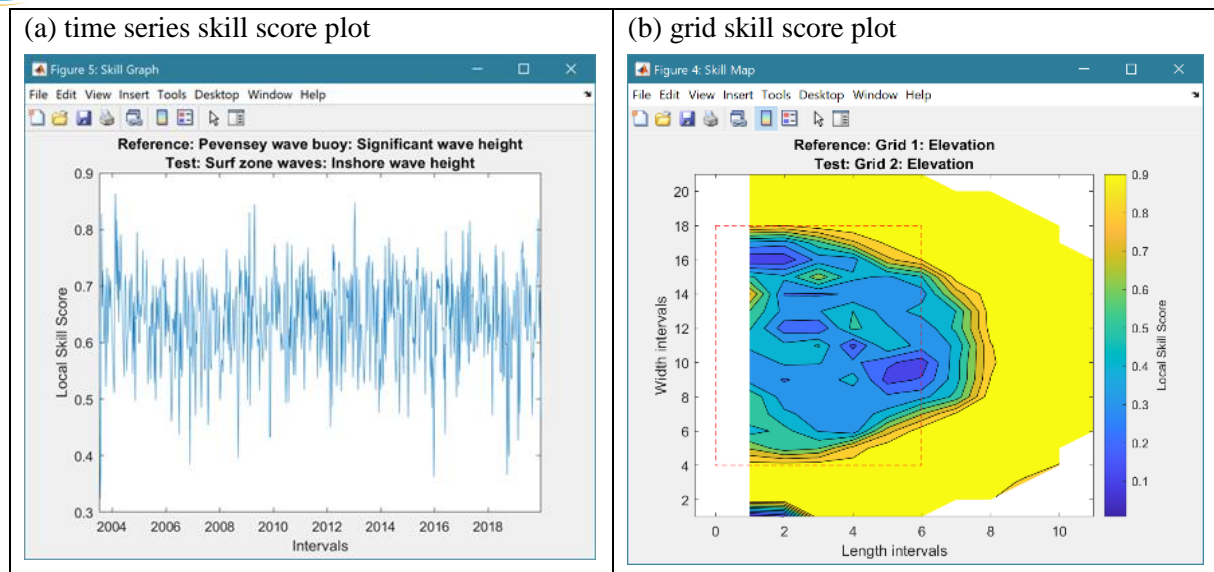 (a) time series skill score plot
Figure 5: Skill Graph
File Edit View Insert Tools Desktop Window Help
Reference: Pevensey wave buoy: Significant wave height
Test: Surf zone waves: Inshore wave height
0.9
0.8
0.7
0.6
0.5
0.4
0.3
Local Skill Score
2004 2006 2008 2010 2012 2014 2016 2018
Intervals
(b) grid skill score plot
Figure 4: Skill Map
File Edit View Insert Tools Desktop Window Help
Reference: Grid 1: Elevation
Test: Grid 2: Elevation
20
18
16
14
12
10
8
6
4
2
Width intervals
0 2 4 6 8 10
Length intervals
0.9
0.8
0.7
0.6
0.5
0.4
0.3
0.2
0.1
Local Skill Score